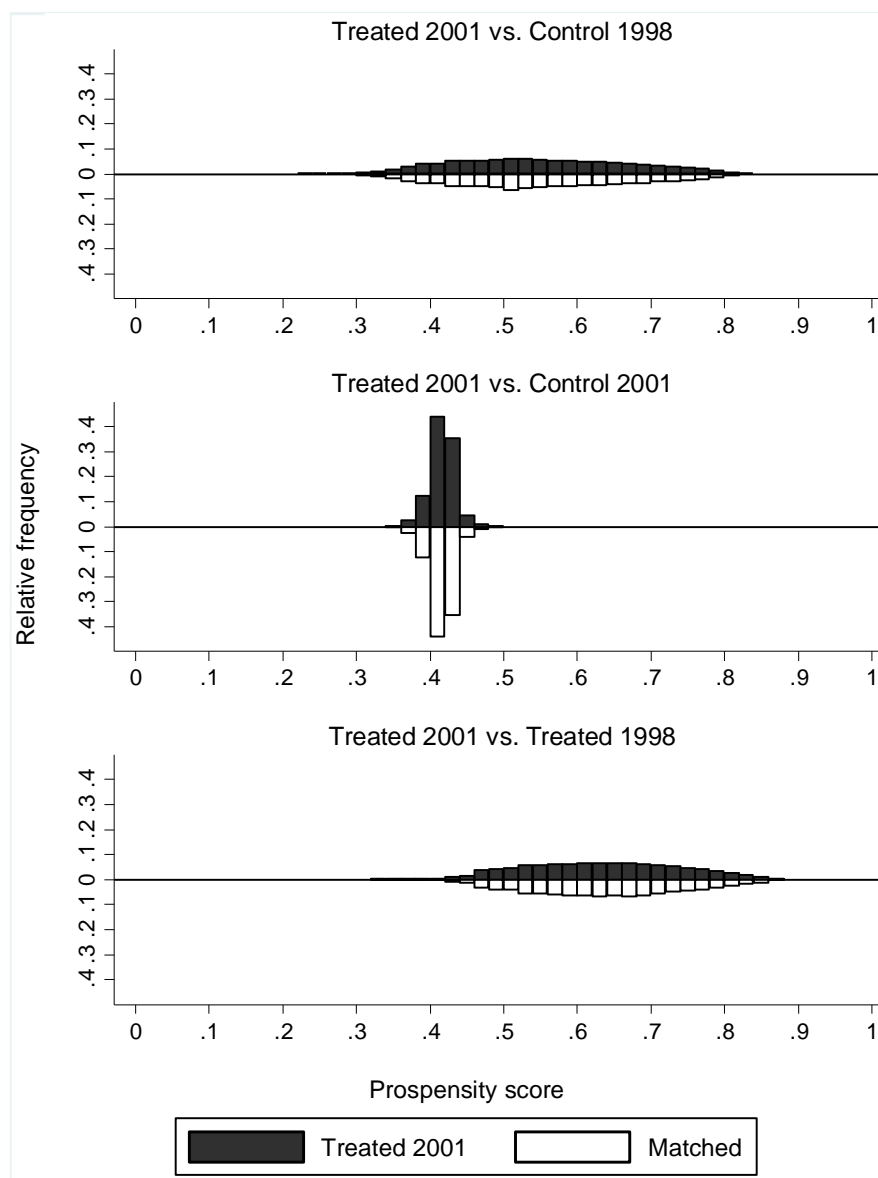 Treated 2001 vs. Control 1998
.4 .3 .2 .1 0 .1 .2 .3 .4
0 .1 .2 .3 .4 .5 .6 .7 .8 .9 1
Treated 2001 vs. Control 2001
Relative frequency
.4 .3 .2 .1 0 .1 .2 .3 .4
0 .1 .2 .3 .4 .5 .6 .7 .8 .9 1
Treated 2001 vs. Treated 1998
.4 .3 .2 .1 0 .1 .2 .3 .4
0 .1 .2 .3 .4 .5 .6 .7 .8 .9 1
Prospensity score
Treated 2001 Matched